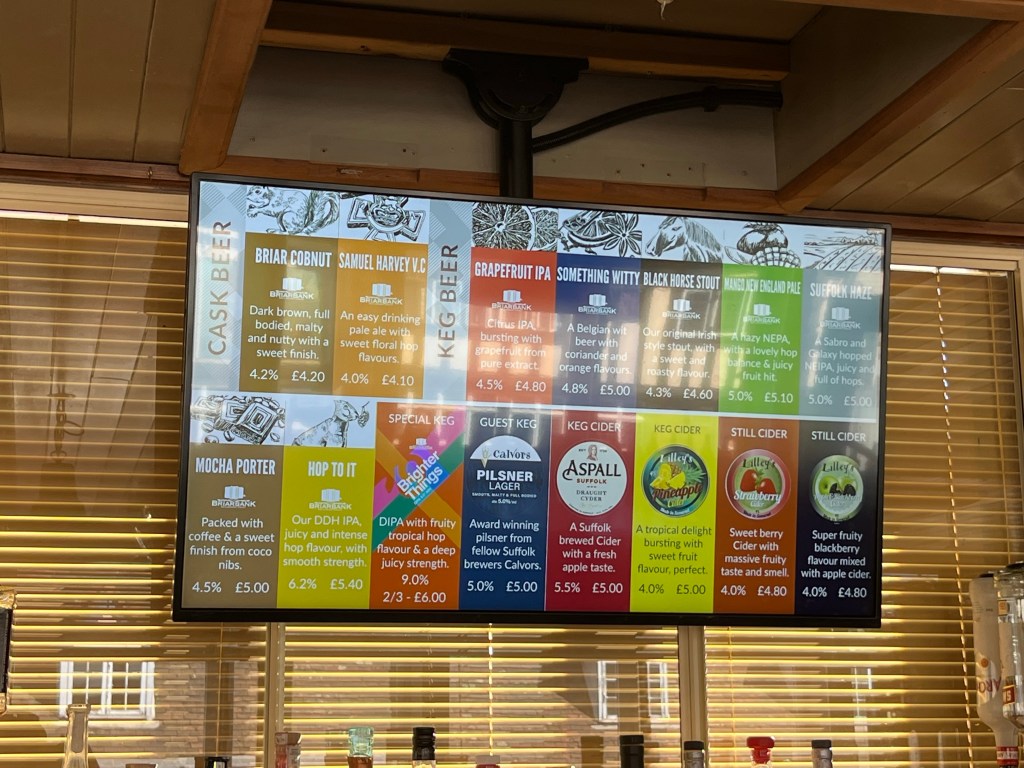 CASK BEER
BRIAR COBNUT
BRIARBANK
Dark brown, full
bodied, malty
and nutty with a
sweet finish.
4.2% £4.20
SAMUEL HARVEY V.C
BRIARBANK
An easy drinking
pale ale with
sweet floral hop
flavours.
4.0% £4.10
KEG BEER
GRAPEFRUIT IPA
BRIARBANK
Citrus IPA,
bursting with
grapefruit from
pure extract.
4.5% £4.80
SOMETHING WITTY
BRIARBANK
A Belgian wit
beer with
coriander and
orange flavours.
4.8% £5.00
BLACK HORSE STOUT
BRIARBANK
Our original Irish
style stout, with
a sweet and
roasty flavour.
4.3% £4.60
MANGO NEW ENGLAND PALE
BRIARBANK
A hazy NEPA,
with a lovely hop
balance & juicy
fruit hit.
5.0% £5.10
SUFFOLK HAZE
BRIARBANK
A Sabro and
Galaxy hopped
NEIPA, juicy and
full of hops.
5.0% £5.00
MOCHA PORTER
BRIARBANK
Packed with
coffee & a sweet
finish from coco
nibs.
4.5% £5.00
HOP TO IT
BRIARBANK
Our DDH IPA,
juicy and intense
hop flavour, with
smooth strength.
6.2% £5.40
SPECIAL KEG
Brighter
Things
DIPA with fruity
tropical hop
flavour & a deep
juicy strength.
9.0%
2/3 - £6.00
GUEST KEG
Calvors
PILSNER
LAGER
SMOOTH, MALTY & FULL BODIED
Award winning
pilsner from
fellow Suffolk
brewers Calvors.
5.0% £5.00
KEG CIDER
ASPALL
SUFFOLK
DRAUGHT
CYDER
A Suffolk
brewed Cider
with a fresh
apple taste.
5.5% £5.00
KEG CIDER
Lilley's
Pineapple
A tropical delight
bursting with
sweet fruit
flavour, perfect.
4.0% £5.00
STILL CIDER
Lilley's
Strawberry
Sweet berry
Cider with
massive fruity
taste and smell.
4.0% £4.80
STILL CIDER
Lilley's
Super fruity
blackberry
flavour mixed
with apple cider.
4.0% £4.80